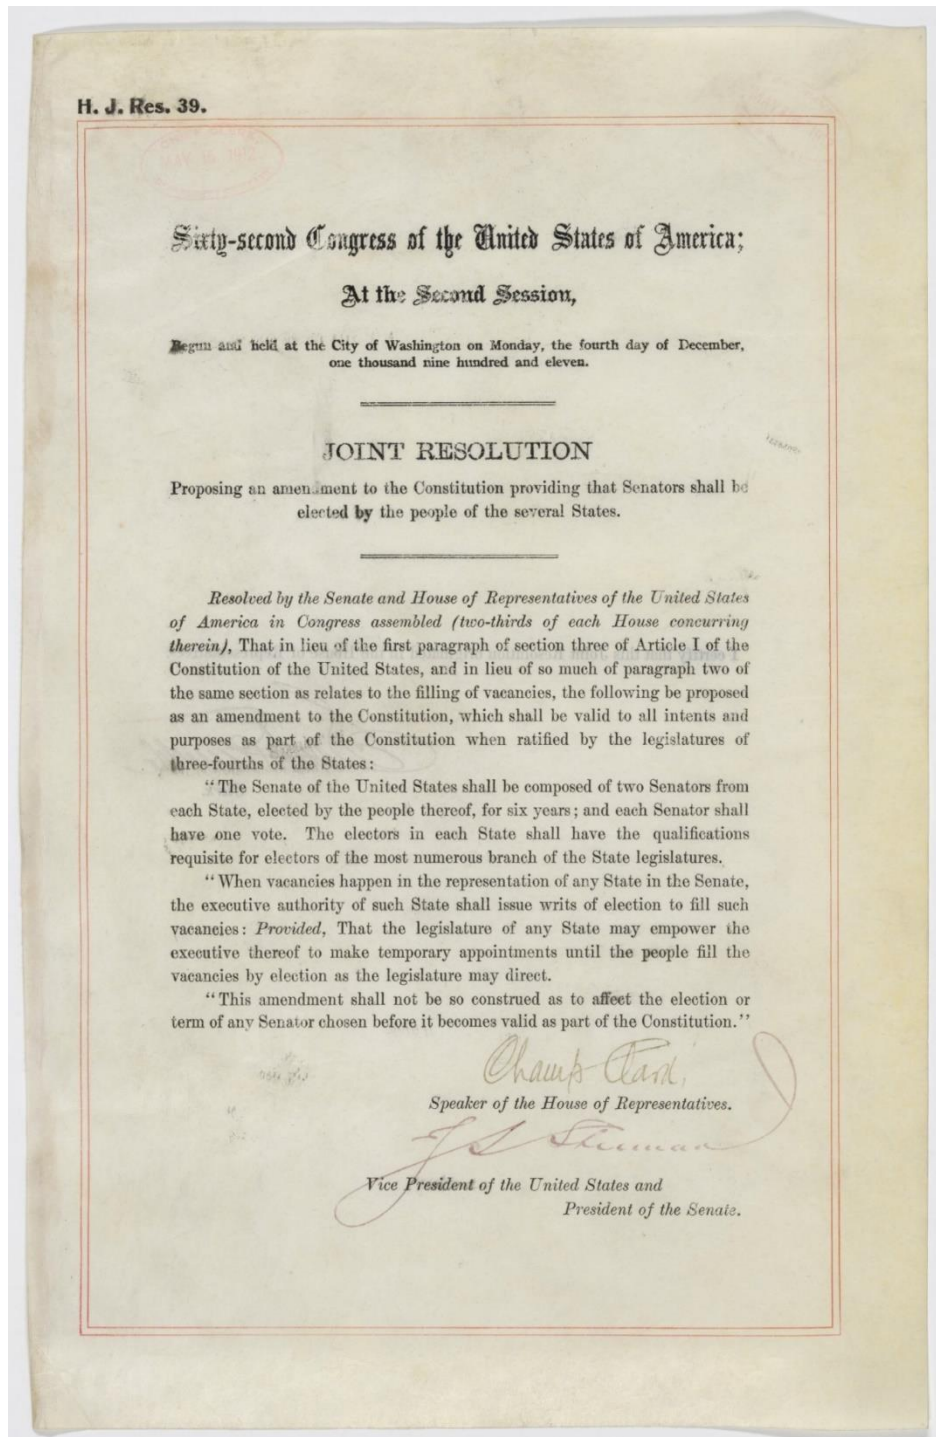 H. J. Res. 39.
Sixty-second Congress of the United States of America;
At the Second Session,
Begun and held at the City of Washington on Monday, the fourth day of December,
one thousand nine hundred and eleven.
JOINT RESOLUTION
Proposing an amendment to the Constitution providing that Senators shall be
elected by the people of the several States.
Resolved by the Senate and House of Representatives of the United States
of America in Congress assembled (two-thirds of each House concurring
therein), That in lieu of the first paragraph of section three of Article I of the
Constitution of the United States, and in lieu of so much of paragraph two of
the same section as relates to the filling of vacancies, the following be proposed
as an amendment to the Constitution, which shall be valid to all intents and
purposes as part of the Constitution when ratified by the legislatures of
three-fourths of the States:
"The Senate of the United States shall be composed of two Senators from
each State, elected by the people thereof, for six years; and each Senator shall
have one vote. The electors in each State shall have the qualifications
requisite for electors of the most numerous branch of the State legislatures.
"When vacancies happen in the representation of any State in the Senate,
the executive authority of such State shall issue writs of election to fill such
vacancies: Provided, That the legislature of any State may empower the
executive thereof to make temporary appointments until the people fill the
vacancies by election as the legislature may direct.
"This amendment shall not be so construed as to affect the election or
term of any Senator chosen before it becomes valid as part of the Constitution."
Champ Clark
Speaker of the House of Representatives.
J S Sherman
Vice President of the United States and
President of the Senate.